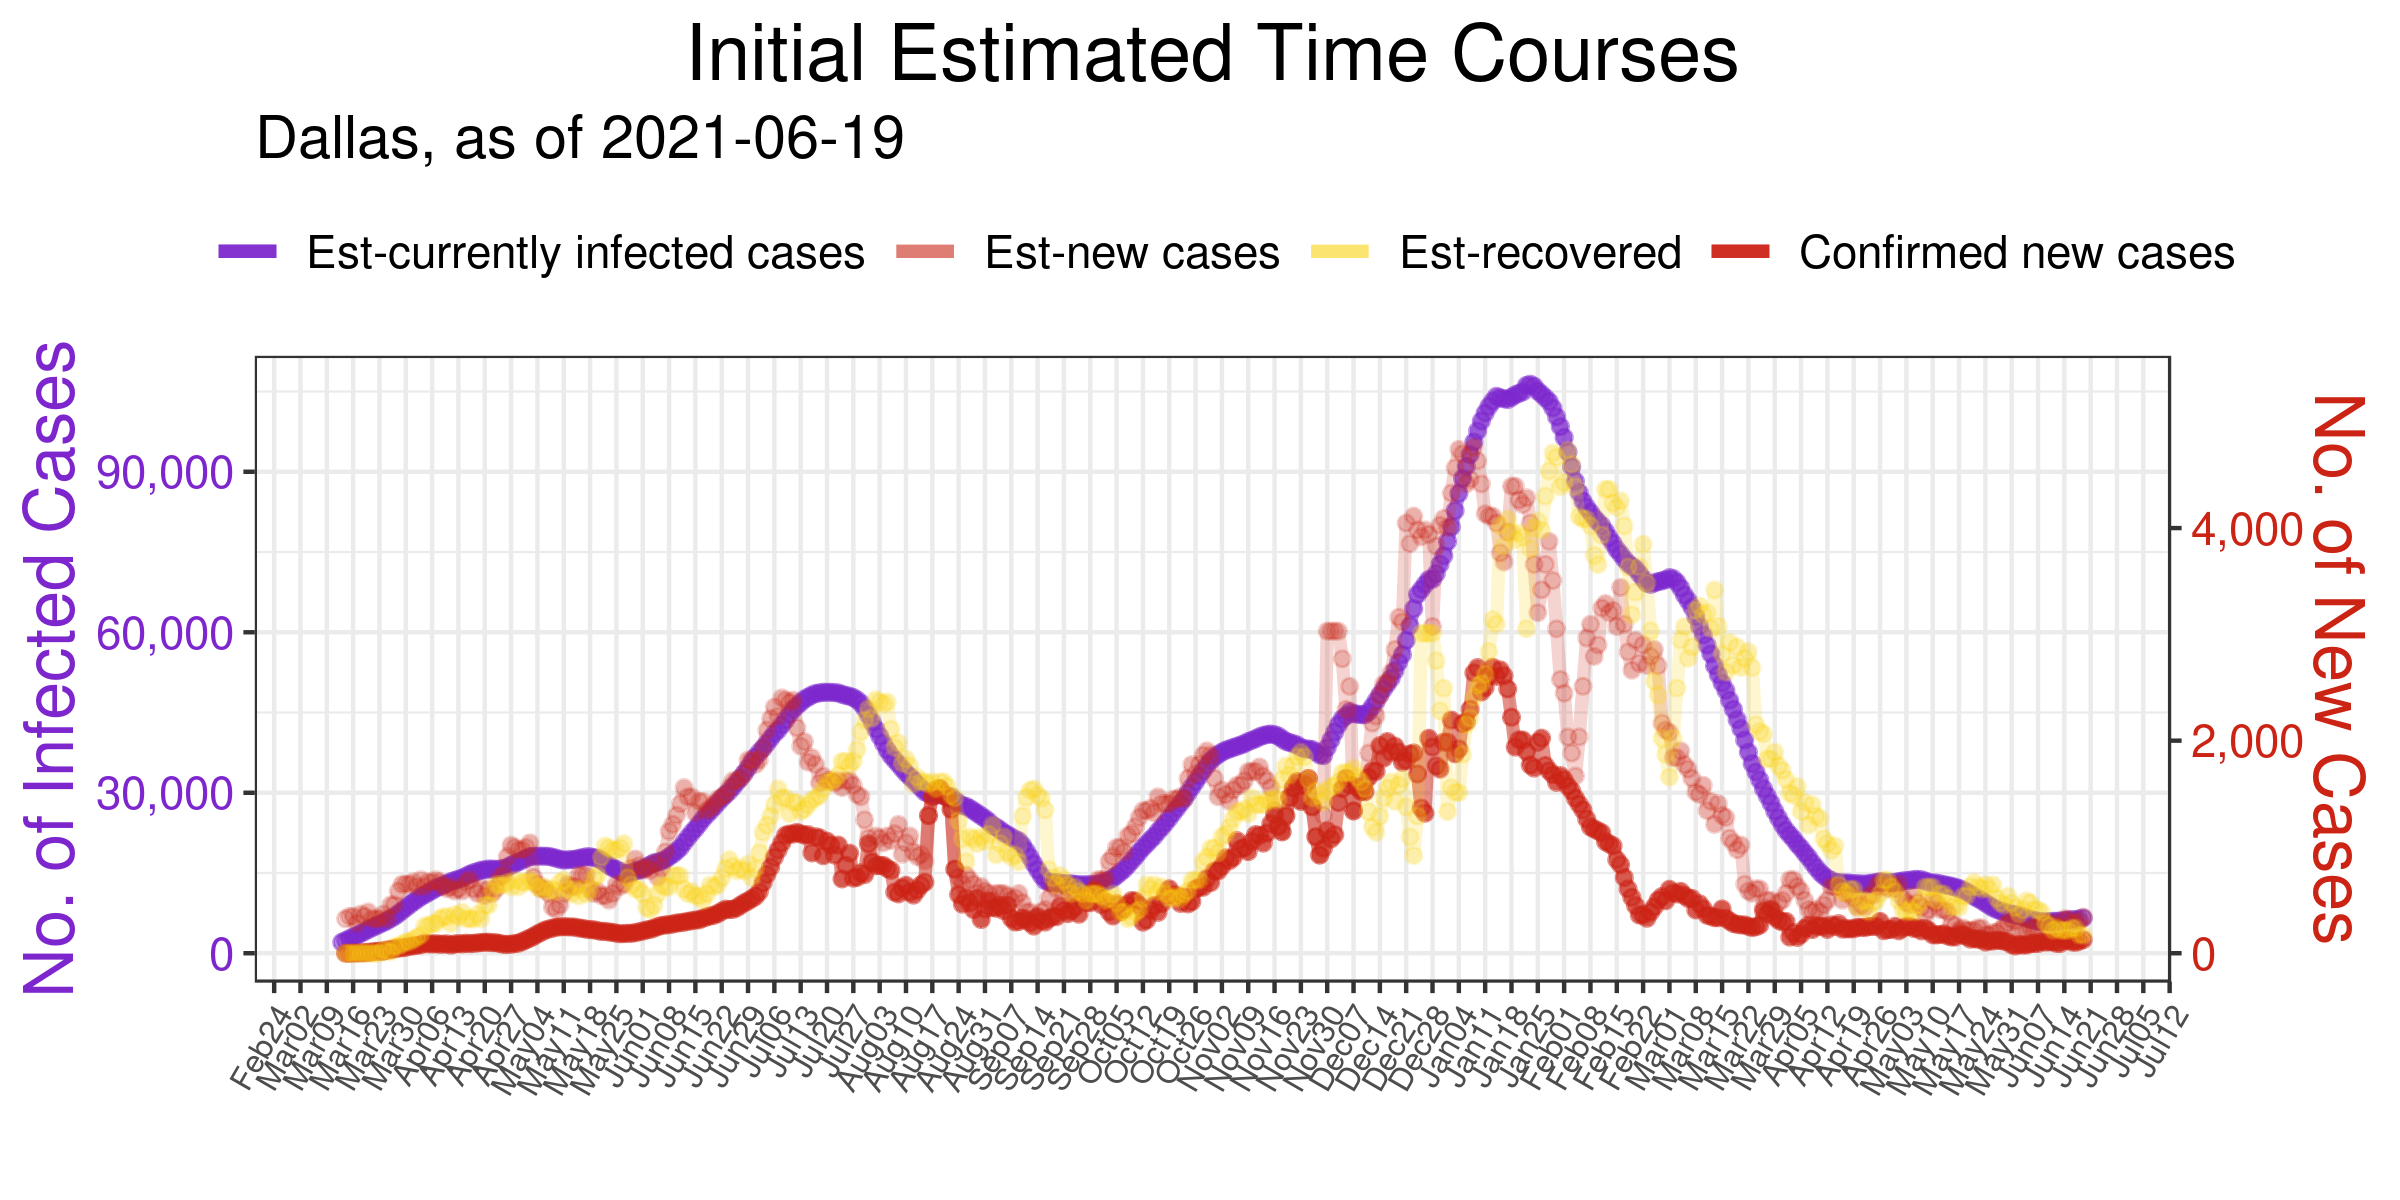 Initial Estimated Time Courses
Dallas, as of 2021-06-19
Est-currently infected cases Est-new cases Est-recovered Confirmed new cases
No. of Infected Cases
90,000
60,000
30,000
0
4,000
2,000
0
No. of New Cases
Feb24 Mar02 Mar09 Mar16 Mar23 Mar30 Apr06 Apr13 Apr20 Apr27 May04 May11 May18 May25 Jun01 Jun08 Jun15 Jun22 Jun29 Jul06 Jul13 Jul20 Jul27 Aug03 Aug10 Aug17 Aug24 Aug31 Sep07 Sep14 Sep21 Sep28 Oct05 Oct12 Oct19 Oct26 Nov02 Nov09 Nov16 Nov23 Nov30 Dec07 Dec14 Dec21 Dec28 Jan04 Jan11 Jan18 Jan25 Feb01 Feb08 Feb15 Feb22 Mar01 Mar08 Mar15 Mar22 Mar29 Apr05 Apr12 Apr19 Apr26 May03 May10 May17 May24 May31 Jun07 Jun14 Jun21 Jun28 Jul05 Jul12